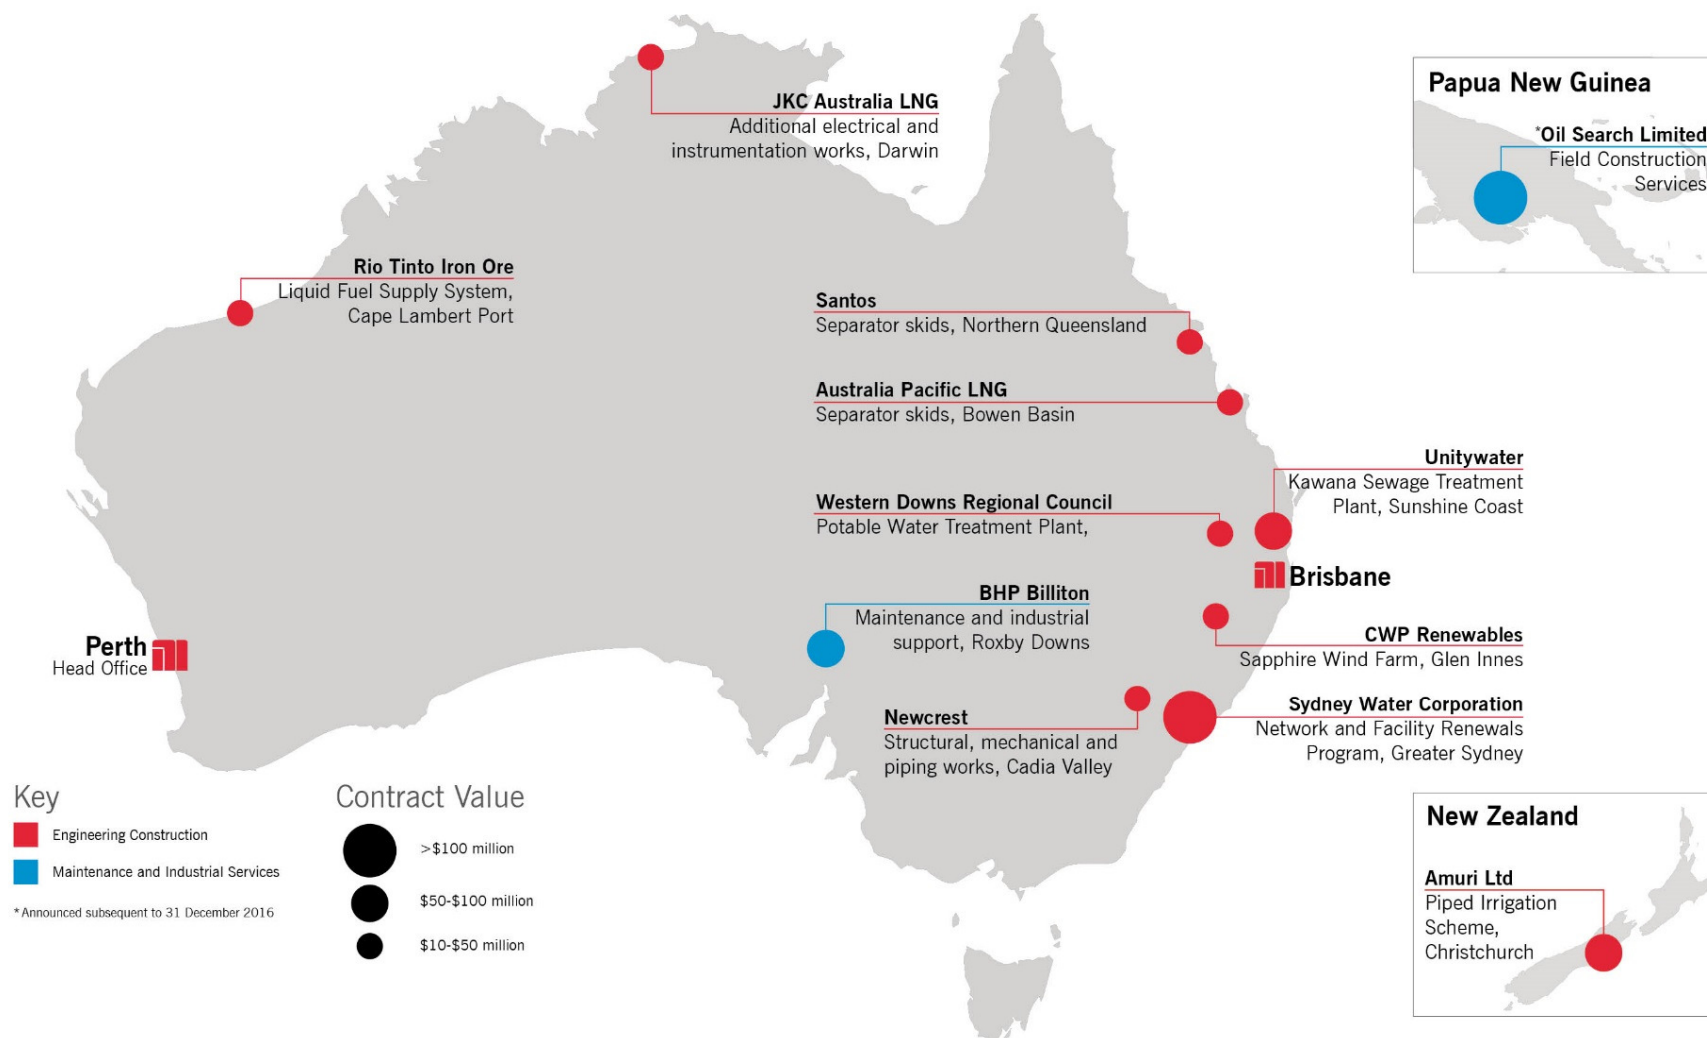 JKC Australia LNG
Additional electrical and
instrumentation works, Darwin
Papua New Guinea
*Oil Search Limited
Field Construction
Services
Rio Tinto Iron Ore
Liquid Fuel Supply System,
Cape Lambert Port
Santos
Separator skids, Northern Queensland
Australia Pacific LNG
Separator skids, Bowen Basin
Unitywater
Kawana Sewage Treatment
Plant, Sunshine Coast
Western Downs Regional Council
Potable Water Treatment Plant,
Brisbane
BHP Billiton
Maintenance and industrial
support, Roxby Downs
CWP Renewables
Sapphire Wind Farm, Glen Innes
Perth
Head Office
Sydney Water Corporation
Network and Facility Renewals
Program, Greater Sydney
Newcrest
Structural, mechanical and
piping works, Cadia Valley
Key
Engineering Construction
Maintenance and Industrial Services
*Announced subsequent to 31 December 2016
Contract Value
>$100 million
$50-$100 million
$10-$50 million
New Zealand
Amuri Ltd
Piped Irrigation
Scheme,
Christchurch